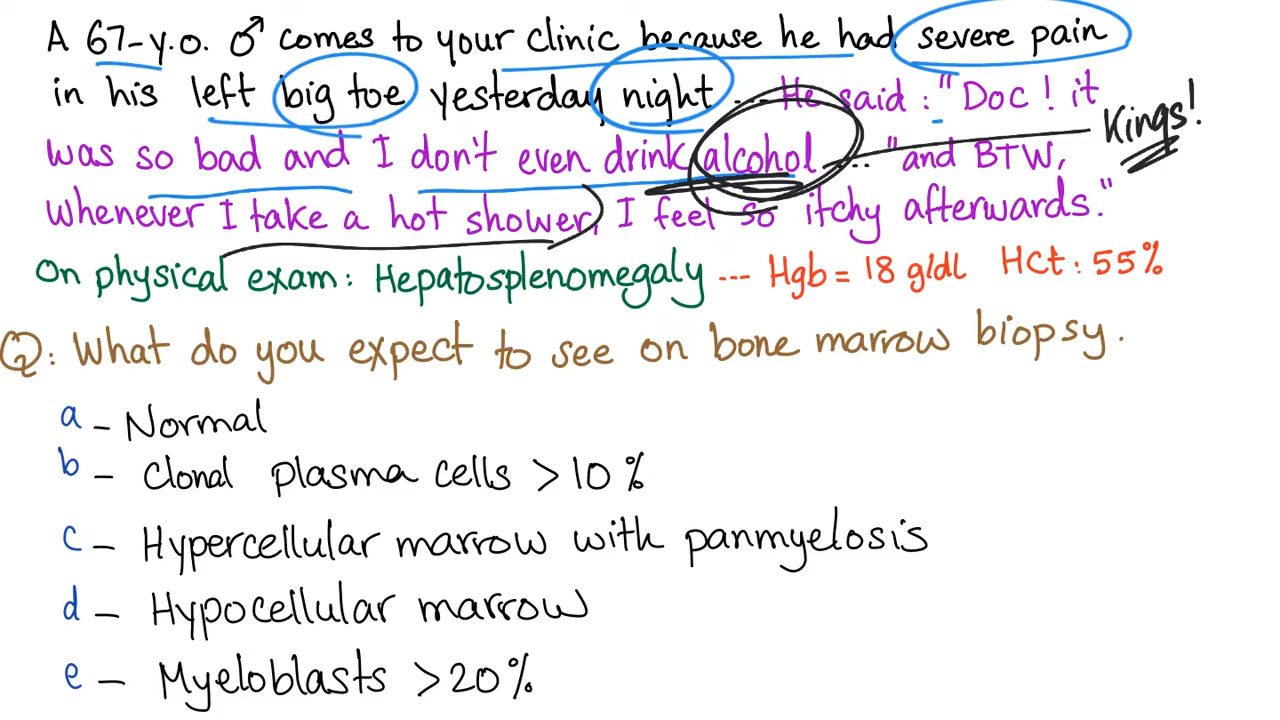 A 67-y.o. ♂ comes to your clinic because he had severe pain
in his left big toe yesterday night --- He said : "Doc ! it
Kings!
was so bad and I don't even drink alcohol ... "and BTW,
whenever I take a hot shower, I feel so itchy afterwards."
On physical exam: Hepatosplenomegaly --- Hgb = 18 g/dl HCt : 55%
Q: What do you expect to see on bone marrow biopsy.
a - Normal
b - Clonal plasma cells > 10 %
c - Hypercellular marrow with panmyelosis
d - Hypocellular marrow
e - Myeloblasts > 20%